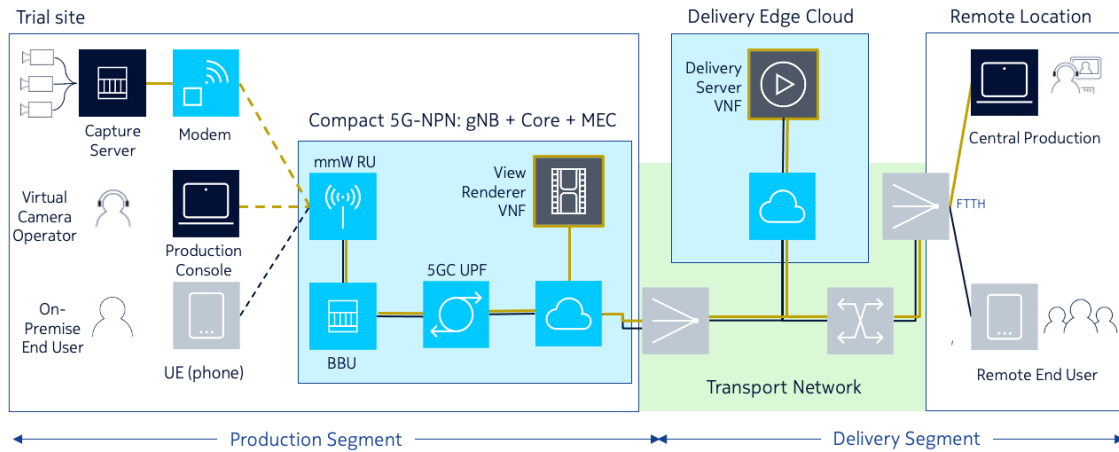 Trial site
Delivery Edge Cloud
Remote Location
Capture
Server
Modem
Compact 5G-NPN: gNB + Core + MEC
Delivery
Server
VNF
Central Production
mmW RU
View
Renderer
VNF
Virtual
Camera
Operator
Production
Console
FTTH
5GC UPF
On-
Premise
End User
UE (phone)
BBU
Transport Network
Remote End User
Production Segment
Delivery Segment